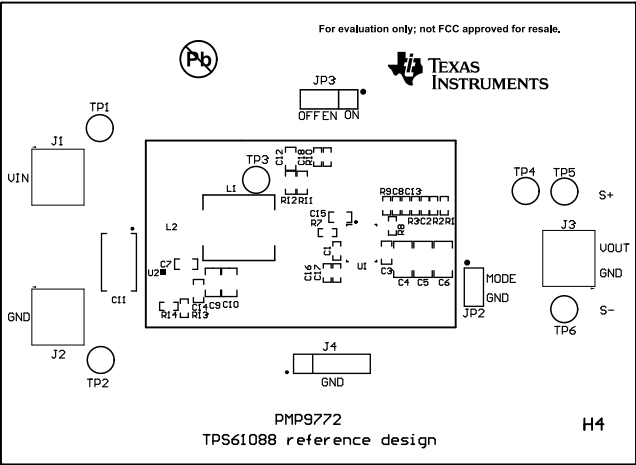 For evaluation only; not FCC approved for resale.
Pb
TEXAS
INSTRUMENTS
JP3
OFF EN ON
TP1
J1
VIN
TP3
C12
C18
R10
R12 R11
L1
L2
C15
R7
R9 C8 C13
R3 C2 R2 R1
R8
TP4 TP5
S+
J3
VOUT
GND
C11
C7
U2
C1
C16
C17
U1
C3
C4 C5 C6
MODE
GND
JP2
GND
J2
R14
R13
C14
C9 C10
S-
TP6
TP2
J4
GND
PMP9772
TPS61088 reference design
H4